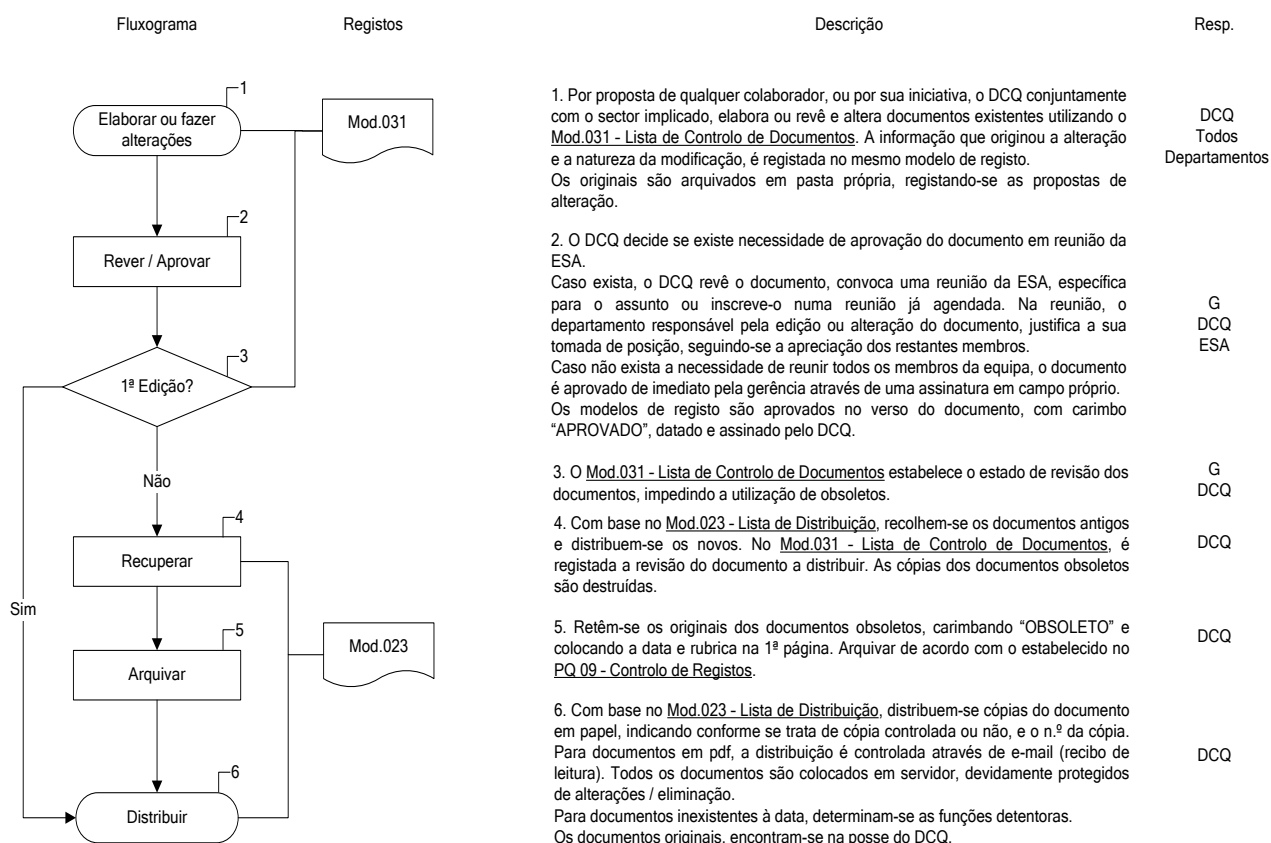 Fluxograma
Registos
Descrição
Resp.
1
Elaborar ou fazer
alterações
Mod.031
2
Rever / Aprovar
3
1ª Edição?
Não
4
Recuperar
Sim
5
Arquivar
Mod.023
6
Distribuir
1. Por proposta de qualquer colaborador, ou por sua iniciativa, o DCQ conjuntamente
com o sector implicado, elabora ou revê e altera documentos existentes utilizando o
Mod.031 - Lista de Controlo de Documentos. A informação que originou a alteração
e a natureza da modificação, é registada no mesmo modelo de registo.
Os originais são arquivados em pasta própria, registando-se as propostas de
alteração.
DCQ
Todos
Departamentos
2. O DCQ decide se existe necessidade de aprovação do documento em reunião da
ESA.
Caso exista, o DCQ revê o documento, convoca uma reunião da ESA, específica
para o assunto ou inscreve-o numa reunião já agendada. Na reunião, o
departamento responsável pela edição ou alteração do documento, justifica a sua
tomada de posição, seguindo-se a apreciação dos restantes membros.
Caso não exista a necessidade de reunir todos os membros da equipa, o documento
é aprovado de imediato pela gerência através de uma assinatura em campo próprio.
Os modelos de registo são aprovados no verso do documento, com carimbo
“APROVADO”, datado e assinado pelo DCQ.
G
DCQ
ESA
3. O Mod.031 - Lista de Controlo de Documentos estabelece o estado de revisão dos
documentos, impedindo a utilização de obsoletos.
G
DCQ
4. Com base no Mod.023 - Lista de Distribuição, recolhem-se os documentos antigos
e distribuem-se os novos. No Mod.031 - Lista de Controlo de Documentos, é
registada a revisão do documento a distribuir. As cópias dos documentos obsoletos
são destruídas.
DCQ
5. Retêm-se os originais dos documentos obsoletos, carimbando “OBSOLETO” e
colocando a data e rubrica na 1ª página. Arquivar de acordo com o estabelecido no
PQ 09 - Controlo de Registos.
DCQ
6. Com base no Mod.023 - Lista de Distribuição, distribuem-se cópias do documento
em papel, indicando conforme se trata de cópia controlada ou não, e o n.º da cópia.
Para documentos em pdf, a distribuição é controlada através de e-mail (recibo de
leitura). Todos os documentos são colocados em servidor, devidamente protegidos
de alterações / eliminação.
Para documentos inexistentes à data, determinam-se as funções detentoras.
Os documentos originais, encontram-se na posse do DCQ.
DCQ